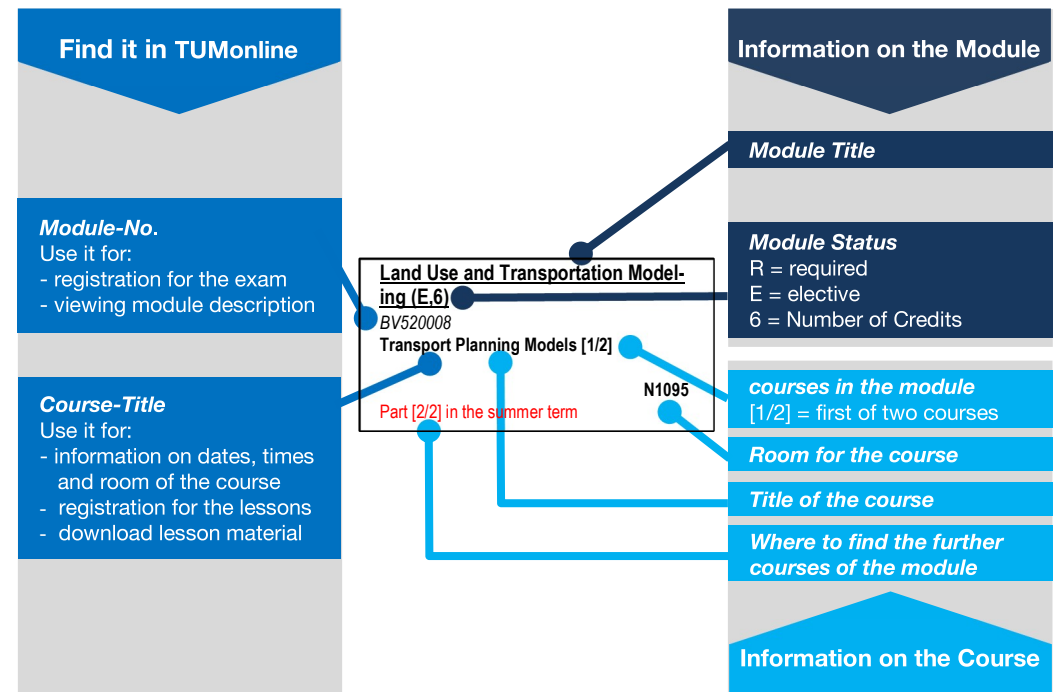 Find it in TUMonline
Module-No.
Use it for:
- registration for the exam
- viewing module description
Course-Title
Use it for:
- information on dates, times
and room of the course
- registration for the lessons
- download lesson material
Land Use and Transportation Model-
ing (E,6)
BV520008
Transport Planning Models [1/2]
N1095
Part [2/2] in the summer term
Information on the Module
Module Title
Module Status
R = required
E = elective
6 = Number of Credits
courses in the module
[1/2] = first of two courses
Room for the course
Title of the course
Where to find the further
courses of the module
Information on the Course